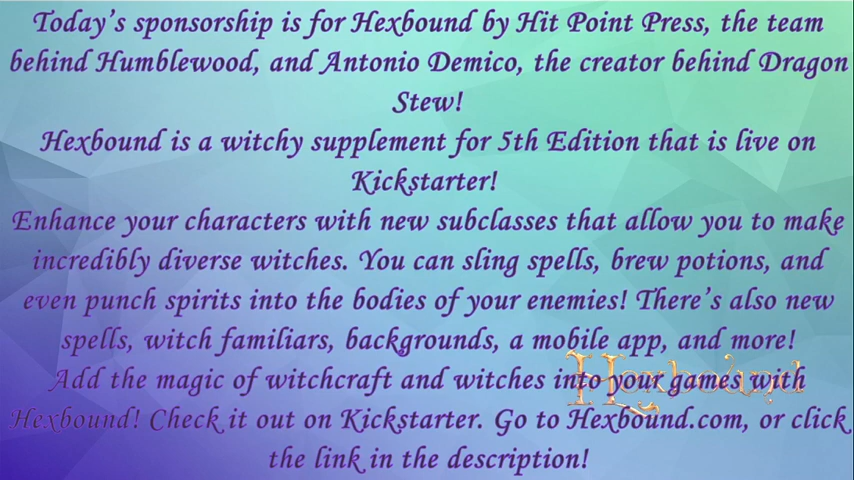 Today's sponsorship is for Hexbound by Hit Point Press, the team
behind Humblewood, and Antonio Demico, the creator behind Dragon
Stew!
Hexbound is a witchy supplement for 5th Edition that is live on
Kickstarter!
Enhance your characters with new subclasses that allow you to make
incredibly diverse witches. You can sling spells, brew potions, and
even punch spirits into the bodies of your enemies! There's also new
spells, witch familiars, backgrounds, a mobile app, and more!
Add the magic of witchcraft and witches into your games with
Hexbound
Hexbound! Check it out on Kickstarter. Go to Hexbound.com, or click
the link in the description!